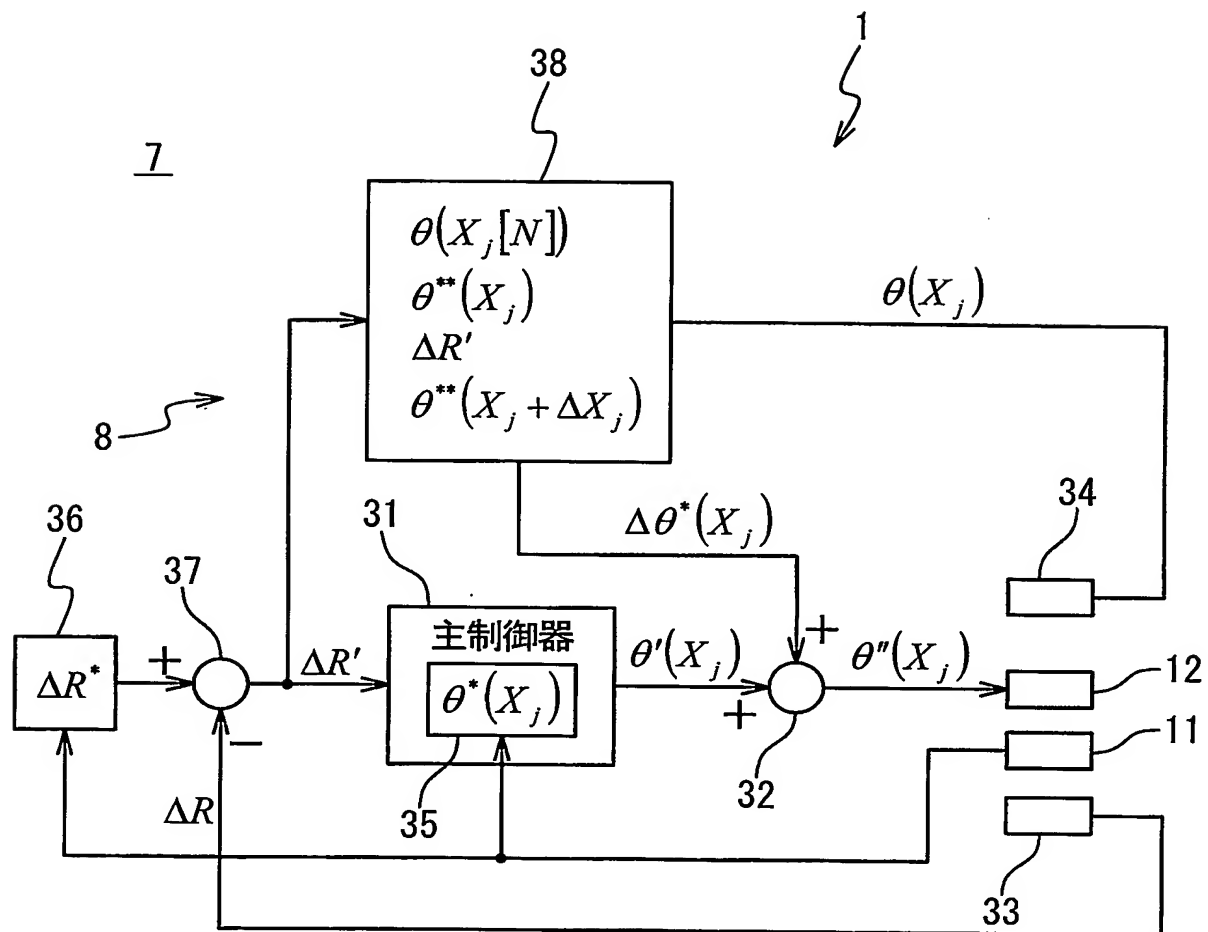 1
38
7
θ(X_j[N])
θ**(X_j)
ΔR′
θ**(X_j + ΔX_j)
θ(X_j)
8
34
36
31
Δθ*(X_j)
37
主制御器
+
ΔR*
+
ΔR′
θ*(X_j)
θ′(X_j)
+
θ″(X_j)
12
11
−
ΔR
35
32
33